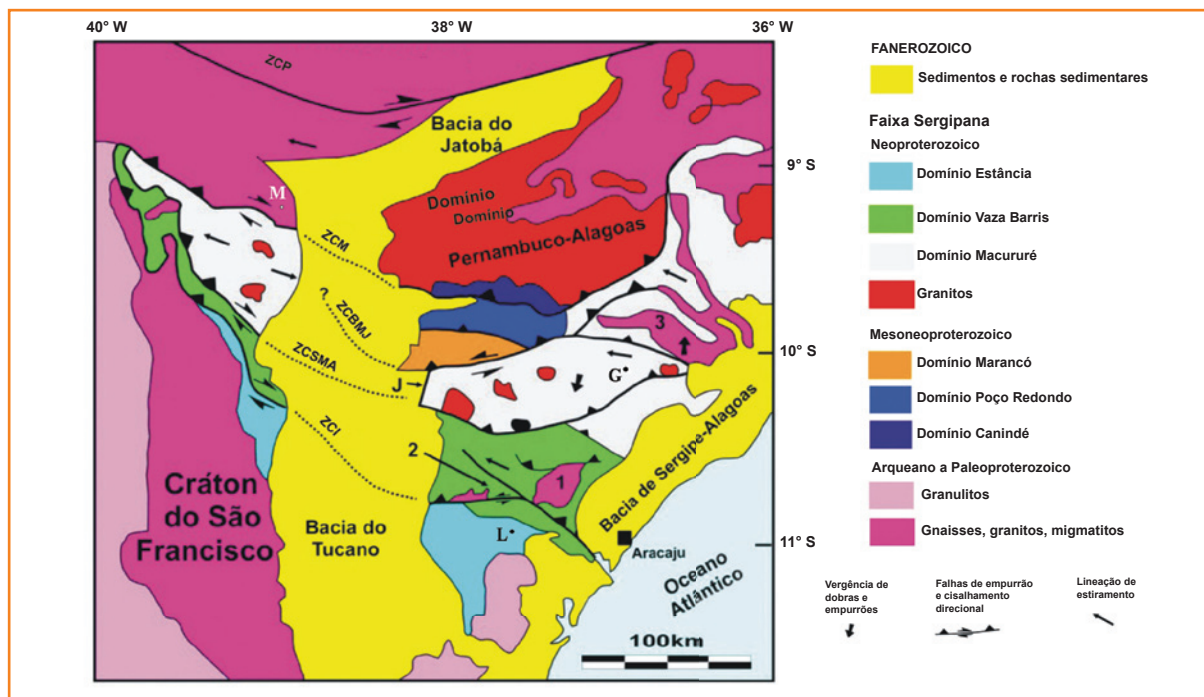 40° W
38° W
36° W
ZCP
Bacia do
Jatobá
9° S
M
Domínio
Domínio
Pernambuco-Alagoas
ZCM
?
ZCBMJ
3
10° S
ZCSMA
J
G
ZCI
2
1
Cráton
do São
Francisco
Bacia do
Tucano
L
Bacia de Sergipe-Alagoas
Aracaju
11° S
Oceano
Atlântico
100km
FANEROZOICO
Sedimentos e rochas sedimentares
Faixa Sergipana
Neoproterozoico
Domínio Estância
Domínio Vaza Barris
Domínio Macururé
Granitos
Mesoneoproterozoico
Domínio Marancó
Domínio Poço Redondo
Domínio Canindé
Arqueano a Paleoproterozoico
Granulitos
Gnaisses, granitos, migmatitos
Vergência de
dobras e
empurrões
Falhas de empurrão
e cisalhamento
direcional
Lineação de
estiramento